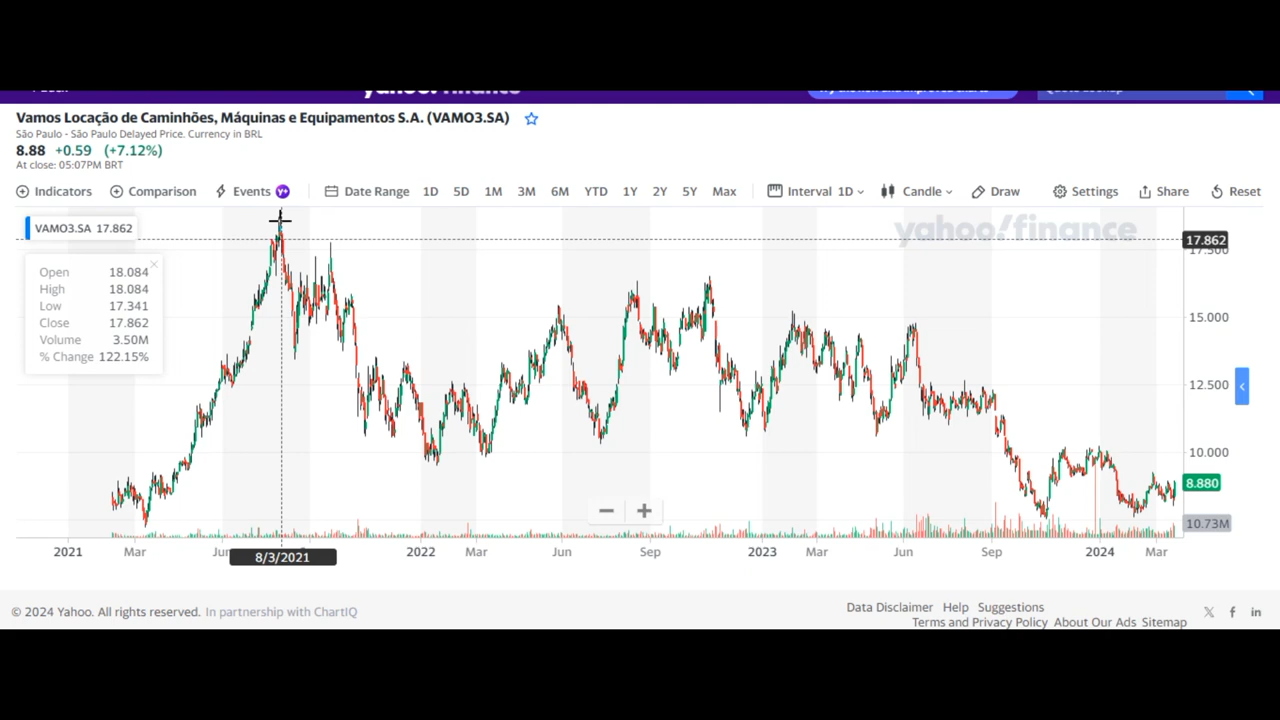 Vamos Locação de Caminhões, Máquinas e Equipamentos S.A. (VAMO3.SA)
São Paulo - São Paulo Delayed Price. Currency in BRL
8.88 +0.59 (+7.12%)
At close: 05:07PM BRT
Indicators Comparison Events Y+ Date Range 1D 5D 1M 3M 6M YTD 1Y 2Y 5Y Max Interval 1D Candle Draw Settings Share Reset
VAMO3.SA 17.862
yahoo!finance
17.862
17.500
Open 18.084
High 18.084
Low 17.341
Close 17.862
Volume 3.50M
% Change 122.15%
15.000
12.500
10.000
8.880
10.73M
2021 Mar 8/3/2021 2022 Mar Jun Sep 2023 Mar Jun Sep 2024 Mar
© 2024 Yahoo. All rights reserved. In partnership with ChartIQ
Data Disclaimer Help Suggestions
Terms and Privacy Policy About Our Ads Sitemap